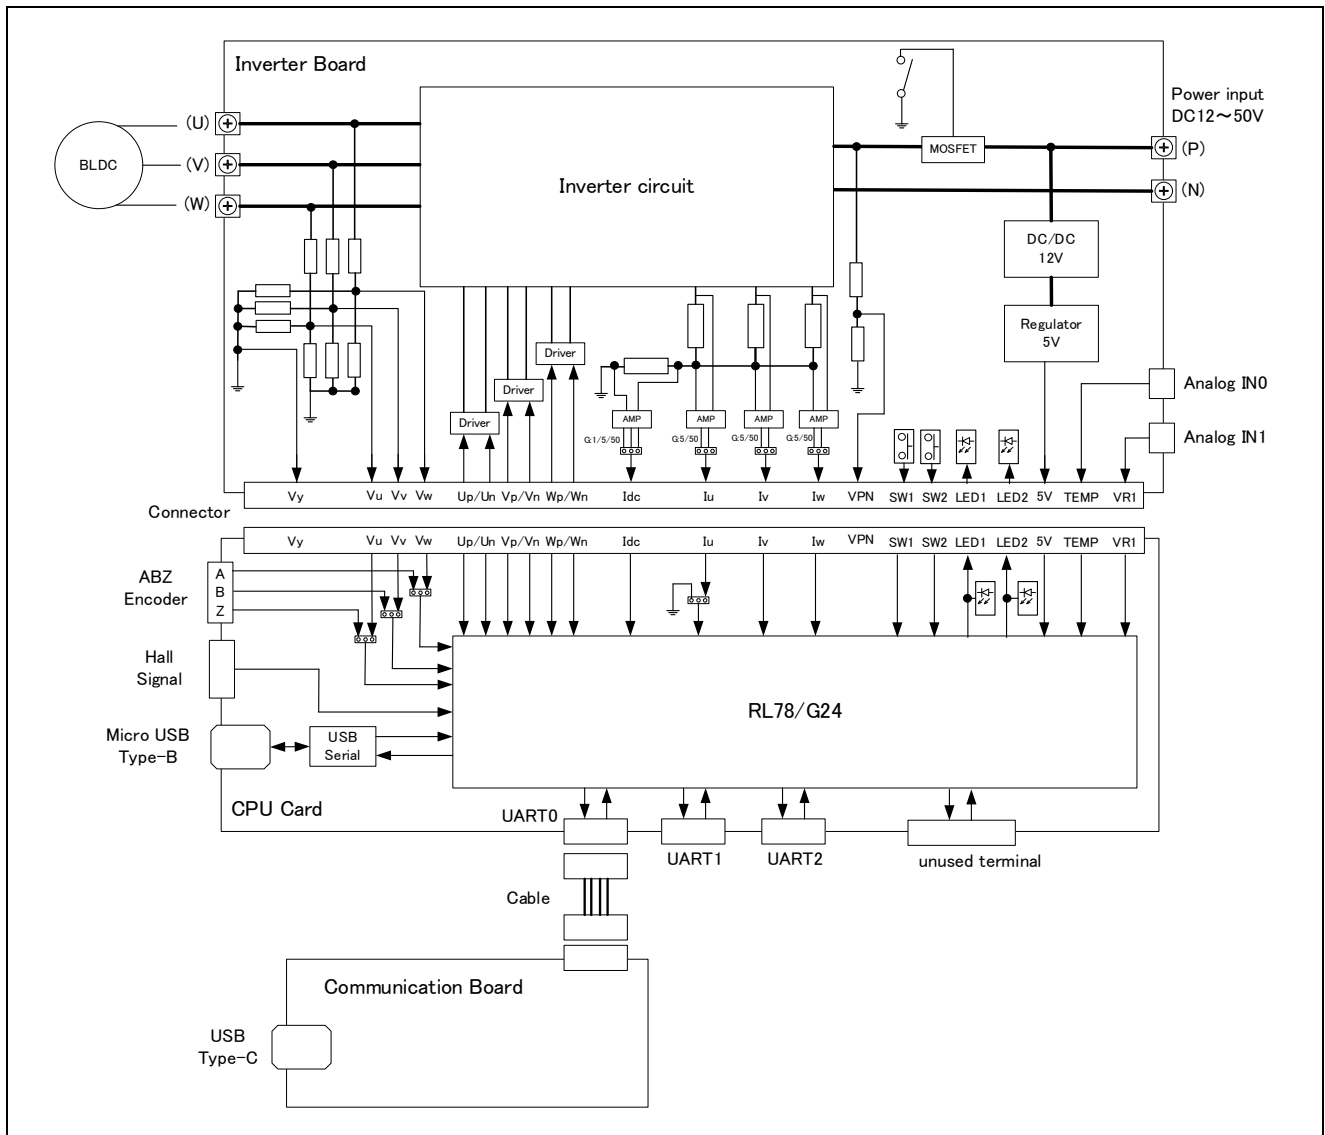 Inverter Board
Power input
DC12～50V
(U)
(V)
(W)
BLDC
Inverter circuit
MOSFET
(P)
(N)
DC/DC
12V
Regulator
5V
Driver
Driver
Driver
AMP
AMP
AMP
AMP
G:1/5/50
G:5/50
G:5/50
G:5/50
Analog IN0
Analog IN1
Vy Vu Vv Vw Up/Un Vp/Vn Wp/Wn Idc Iu Iv Iw VPN SW1 SW2 LED1 LED2 5V TEMP VR1
Connector
Vy Vu Vv Vw Up/Un Vp/Vn Wp/Wn Idc Iu Iv Iw VPN SW1 SW2 LED1 LED2 5V TEMP VR1
ABZ
Encoder
A
B
Z
Hall
Signal
RL78/G24
Micro USB
Type-B
USB
Serial
CPU Card
UART0
UART1
UART2
unused terminal
Cable
Communication Board
USB
Type-C